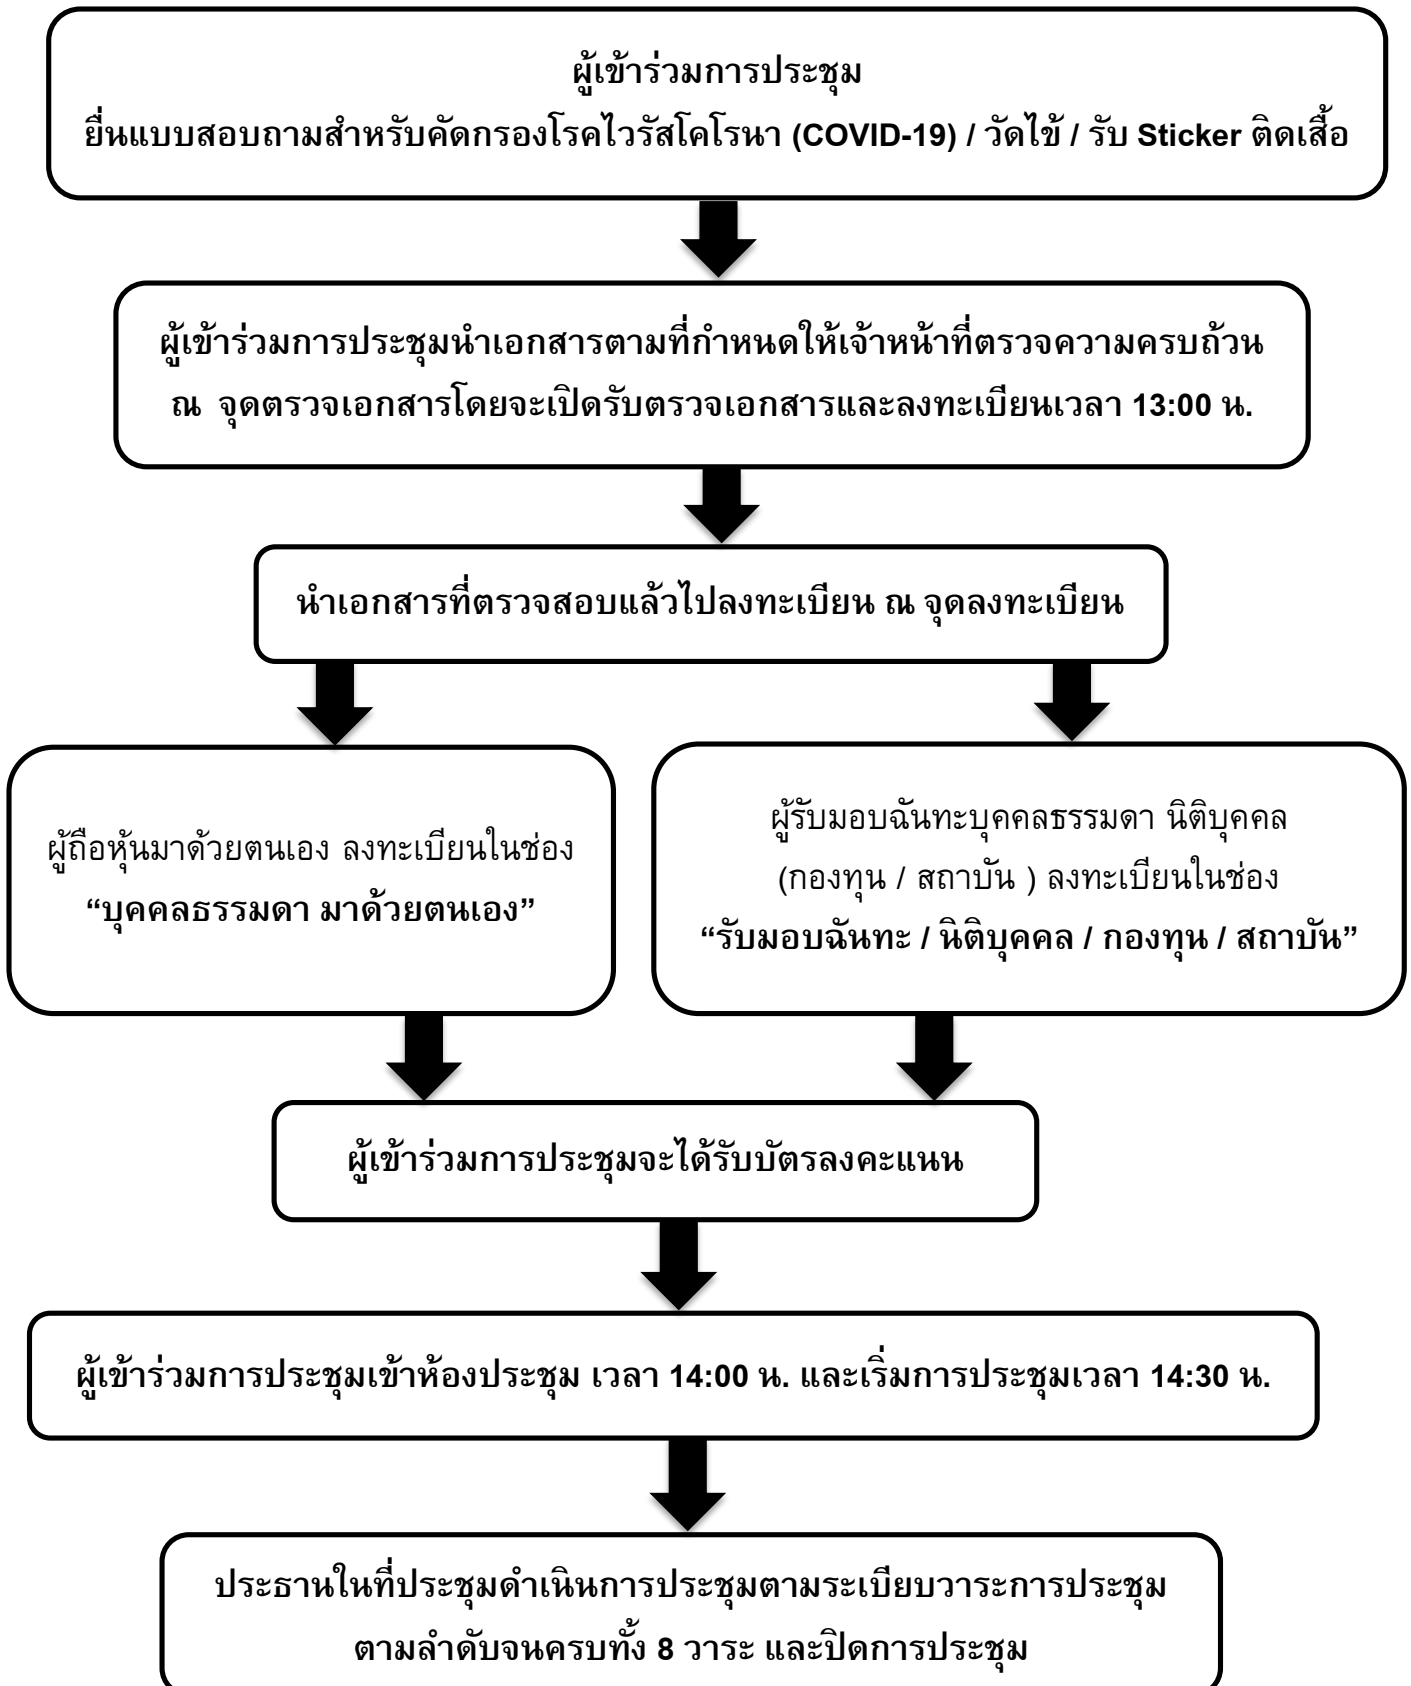 ผู้เข้าร่วมการประชุม
ยื่นแบบสอบถามสำหรับคัดกรองโรคไวรัสโคโรนา (COVID-19) / วัดไข้ / รับ Sticker ติดเสื้อ
ผู้เข้าร่วมการประชุมนำเอกสารตามที่กำหนดให้เจ้าหน้าที่ตรวจความครบถ้วน
ณ จุดตรวจเอกสารโดยจะเปิดรับตรวจเอกสารและลงทะเบียนเวลา 13:00 น.
นำเอกสารที่ตรวจสอบแล้วไปลงทะเบียน ณ จุดลงทะเบียน
ผู้ถือหุ้นมาด้วยตนเอง ลงทะเบียนในช่อง
“บุคคลธรรมดา มาด้วยตนเอง”
ผู้รับมอบฉันทะบุคคลธรรมดา นิติบุคคล
(กองทุน / สถาบัน ) ลงทะเบียนในช่อง
“รับมอบฉันทะ / นิติบุคคล / กองทุน / สถาบัน”
ผู้เข้าร่วมการประชุมจะได้รับบัตรลงคะแนน
ผู้เข้าร่วมการประชุมเข้าห้องประชุม เวลา 14:00 น. และเริ่มการประชุมเวลา 14:30 น.
ประธานในที่ประชุมดำเนินการประชุมตามระเบียบวาระการประชุม
ตามลำดับจนครบทั้ง 8 วาระ และปิดการประชุม